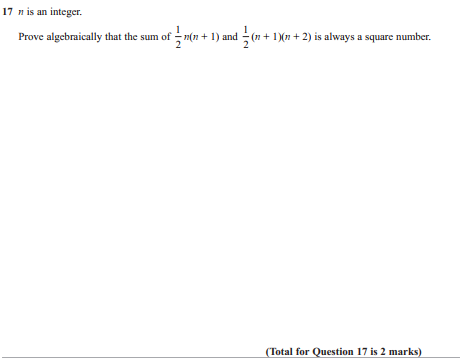 17 n is an integer.
Prove algebraically that the sum of 1/2 n(n + 1) and 1/2 (n + 1)(n + 2) is always a square number.
(Total for Question 17 is 2 marks)